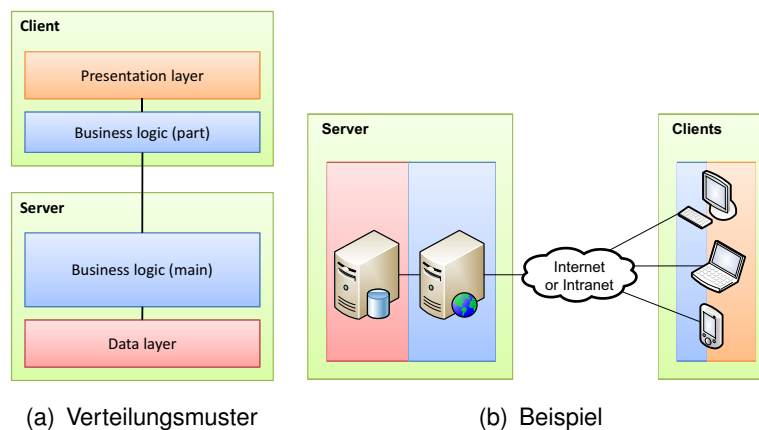 Client
Presentation layer
Business logic (part)
Server
Business logic (main)
Data layer
(a) Verteilungsmuster
Server
Internet
or Intranet
Clients
(b) Beispiel